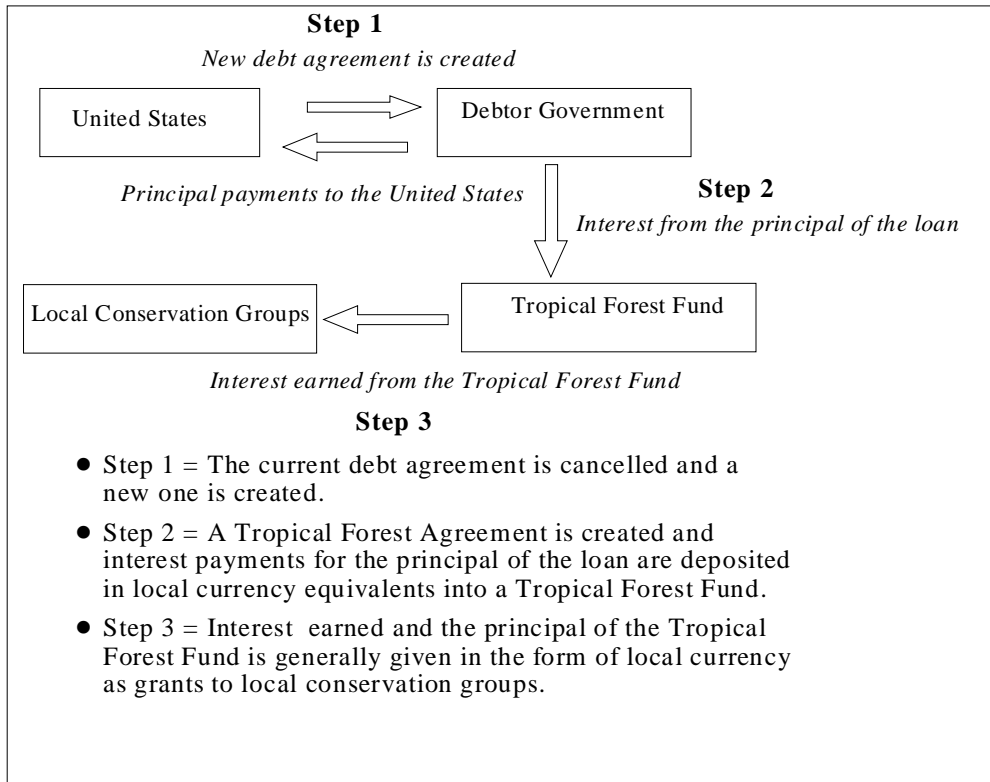 Step 1
New debt agreement is created
United States
Debtor Government
Principal payments to the United States
Step 2
Interest from the principal of the loan
Local Conservation Groups
Tropical Forest Fund
Interest earned from the Tropical Forest Fund
Step 3
● Step 1 = The current debt agreement is cancelled and a
new one is created.
● Step 2 = A Tropical Forest Agreement is created and
interest payments for the principal of the loan are deposited
in local currency equivalents into a Tropical Forest Fund.
● Step 3 = Interest earned and the principal of the Tropical
Forest Fund is generally given in the form of local currency
as grants to local conservation groups.